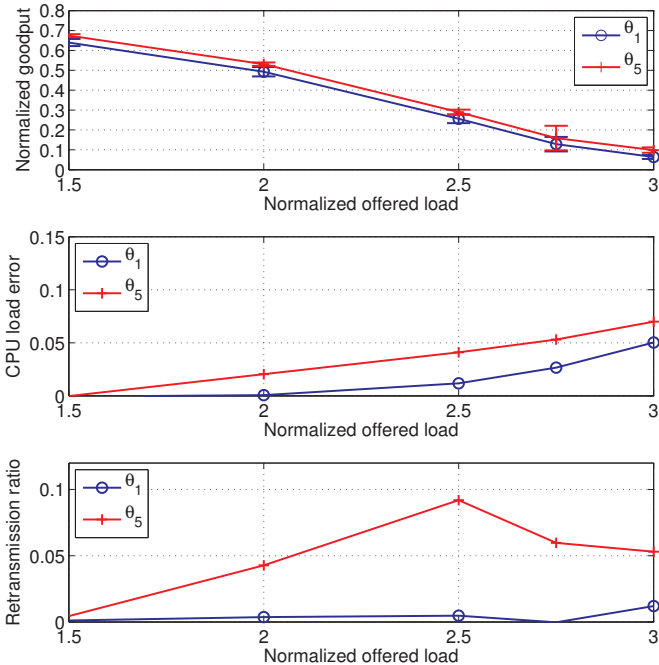 Normalized goodput
0.8
0.7
0.6
0.5
0.4
0.3
0.2
0.1
0
1.5 2 2.5 3
Normalized offered load
θ1
θ5
CPU load error
0.15
0.1
0.05
0
1.5 2 2.5 3
Normalized offered load
θ1
θ5
Retransmission ratio
0.1
0.05
0
1.5 2 2.5 3
Normalized offered load
θ1
θ5